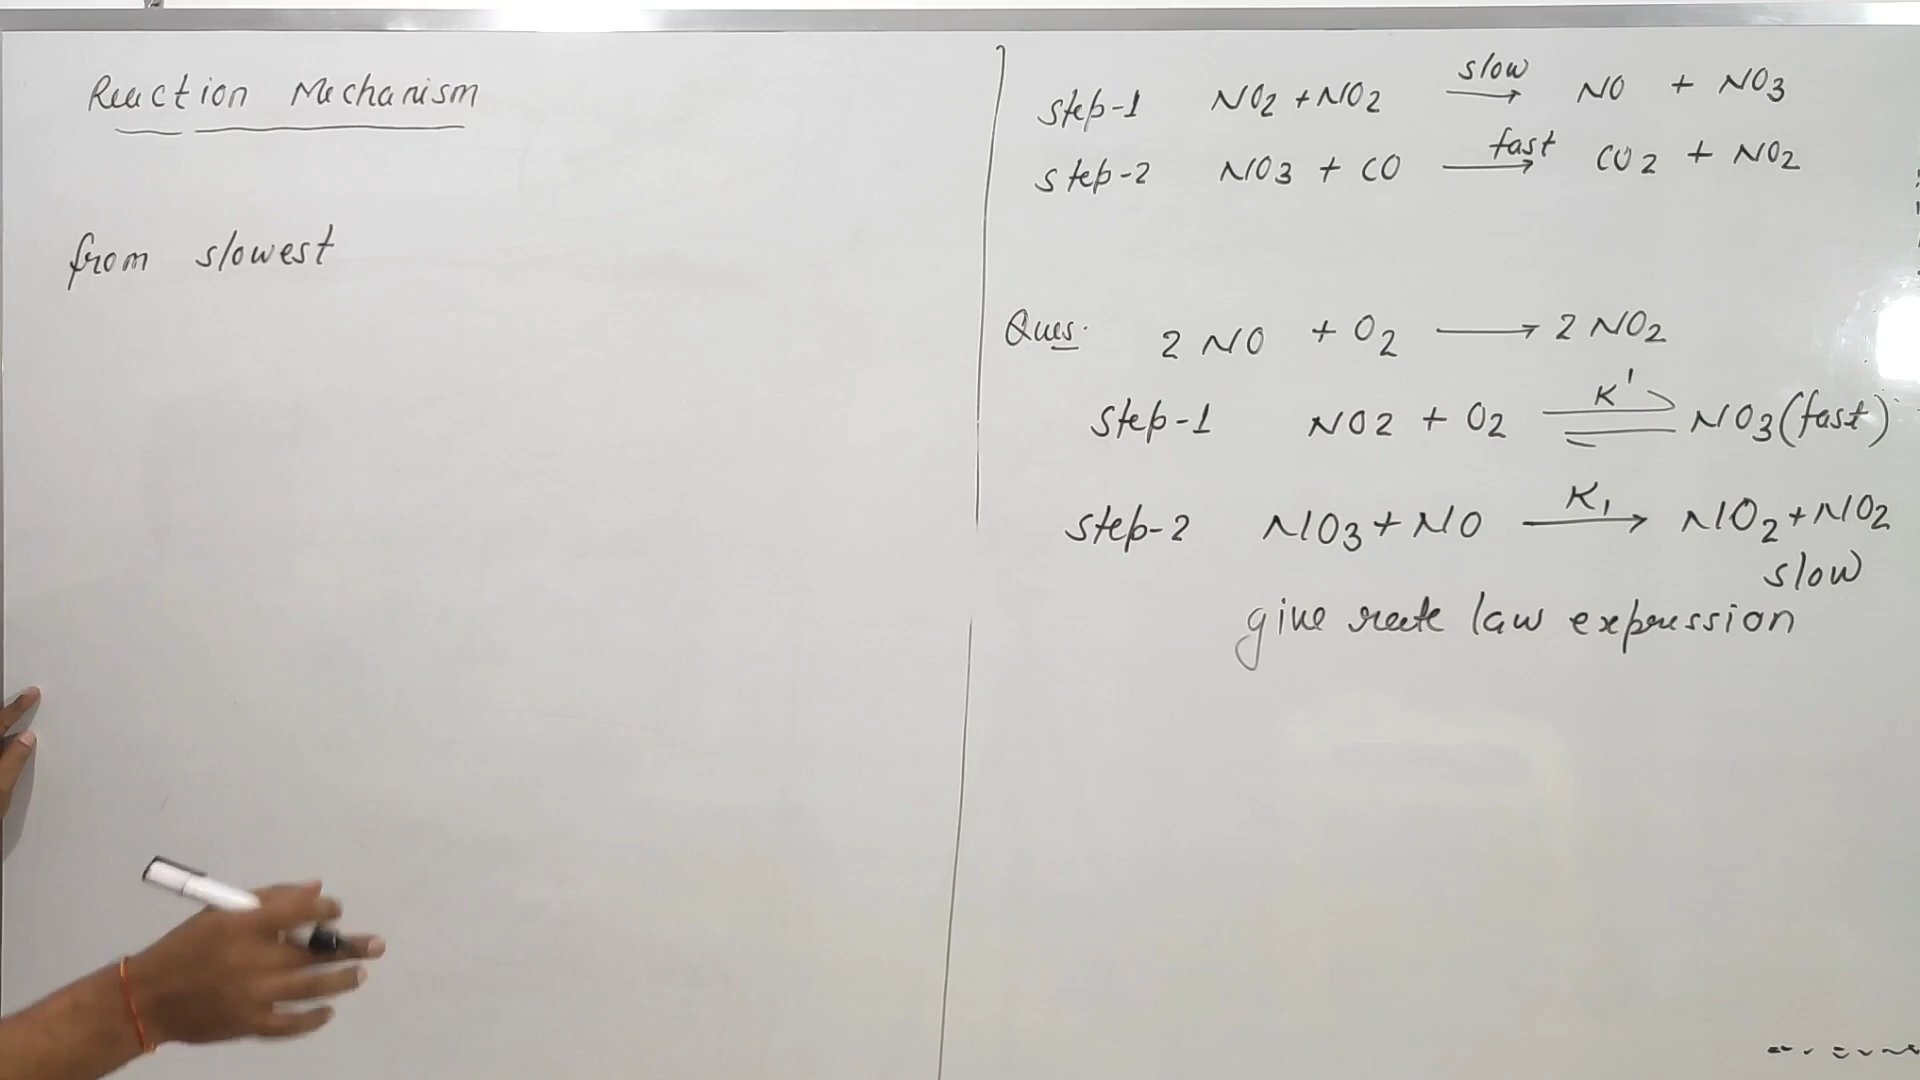 Reaction Mechanism
from slowest
step-1 NO2 + NO2 slow → NO + NO3
step-2 NO3 + CO fast → CO2 + NO2
Ques. 2 NO + O2 → 2 NO2
Step-1 NO2 + O2 K' ⇌ NO3 (fast)
step-2 NO3 + NO K1 → NO2 + NO2
slow
give rate law expression